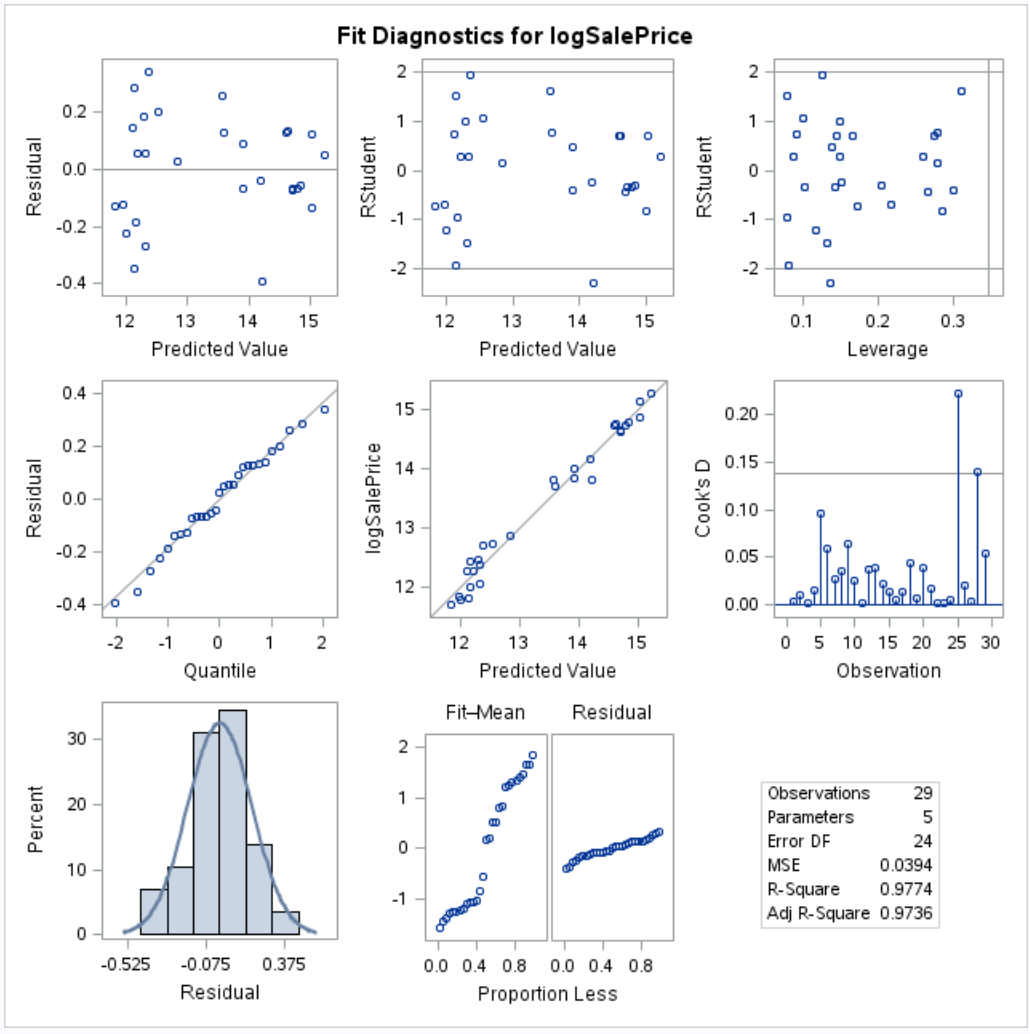 Fit Diagnostics for logSalePrice
Residual
0.2
0.0
-0.2
-0.4
12 13 14 15
Predicted Value
RStudent
2
1
0
-1
-2
12 13 14 15
Predicted Value
RStudent
2
1
0
-1
-2
0.1 0.2 0.3
Leverage
Residual
0.4
0.2
0.0
-0.2
-0.4
-2 -1 0 1 2
Quantile
logSalePrice
15
14
13
12
12 13 14 15
Predicted Value
Cook's D
0.20
0.15
0.10
0.05
0.00
0 5 10 15 20 25 30
Observation
Percent
30
20
10
0
-0.525 -0.075 0.375
Residual
Fit–Mean Residual
2
1
0
-1
0.0 0.4 0.8 0.0 0.4 0.8
Proportion Less
Observations 29
Parameters 5
Error DF 24
MSE 0.0394
R-Square 0.9774
Adj R-Square 0.9736